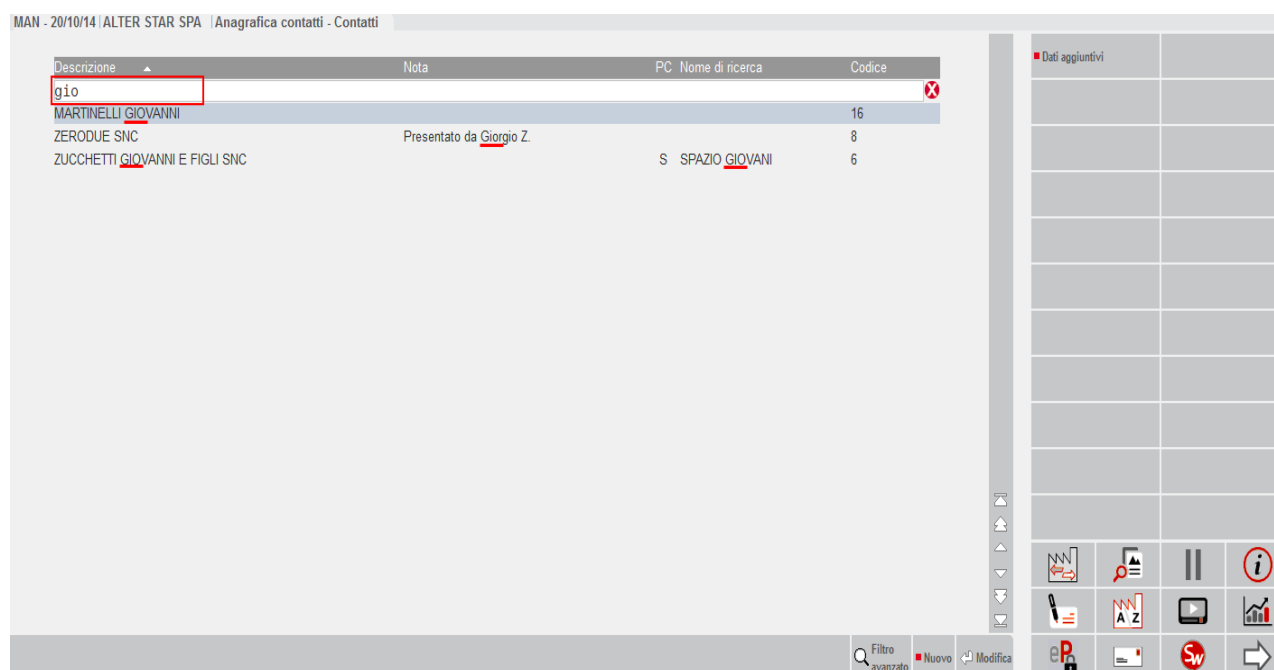 MAN - 20/10/14 | ALTER STAR SPA | Anagrafica contatti - Contatti
Dati aggiuntivi
Descrizione Nota PC Nome di ricerca Codice
gio
MARTINELLI GIOVANNI 16
ZERODUE SNC Presentato da Giorgio Z. 8
ZUCCHETTI GIOVANNI E FIGLI SNC S SPAZIO GIOVANI 6
i
A Z
Filtro avanzato Nuovo Modifica
eP Sw